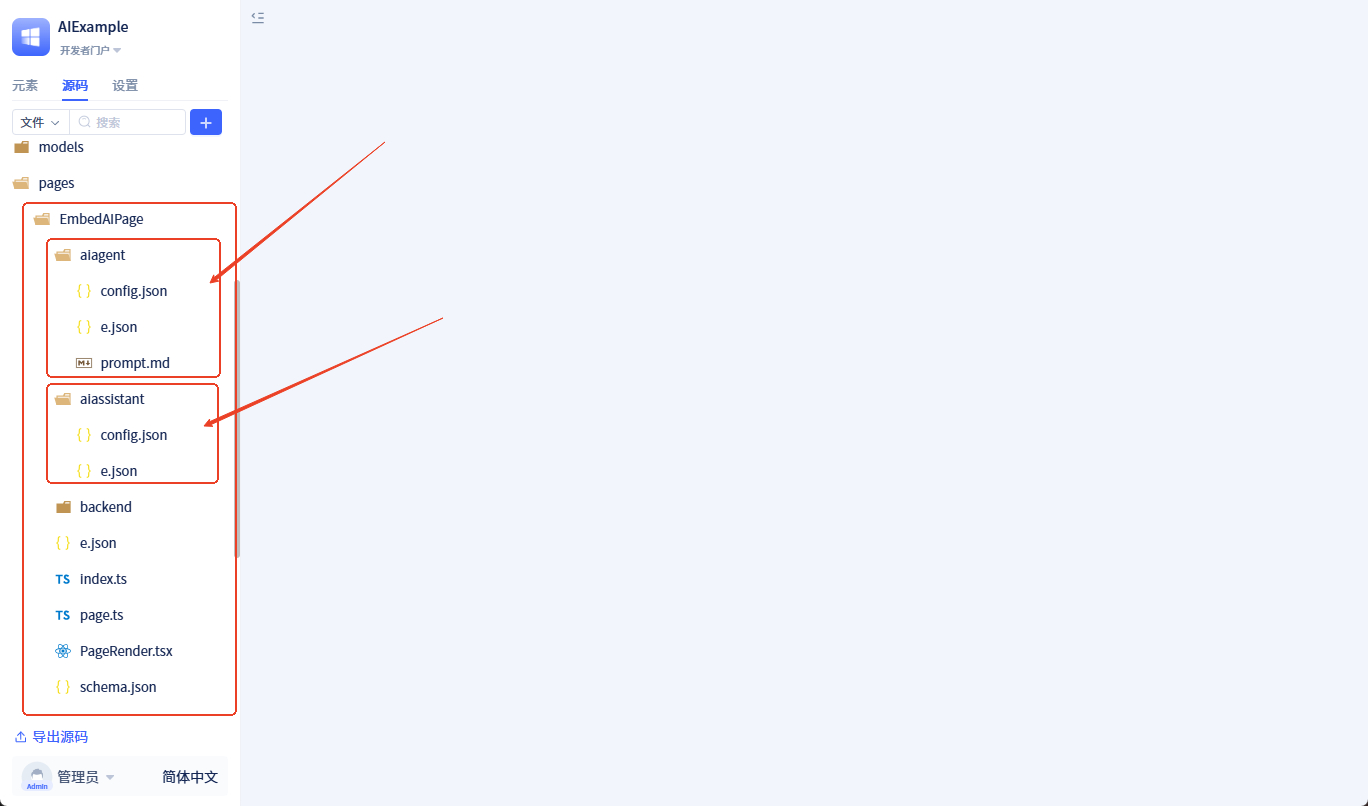 AIExample
开发者门户
元素 源码 设置
文件 搜索
models
pages
EmbedAIPage
aiagent
{ } config.json
{ } e.json
M prompt.md
aiassistant
{ } config.json
{ } e.json
backend
{ } e.json
TS index.ts
TS page.ts
PageRender.tsx
{ } schema.json
导出源码
Admin 管理员 简体中文